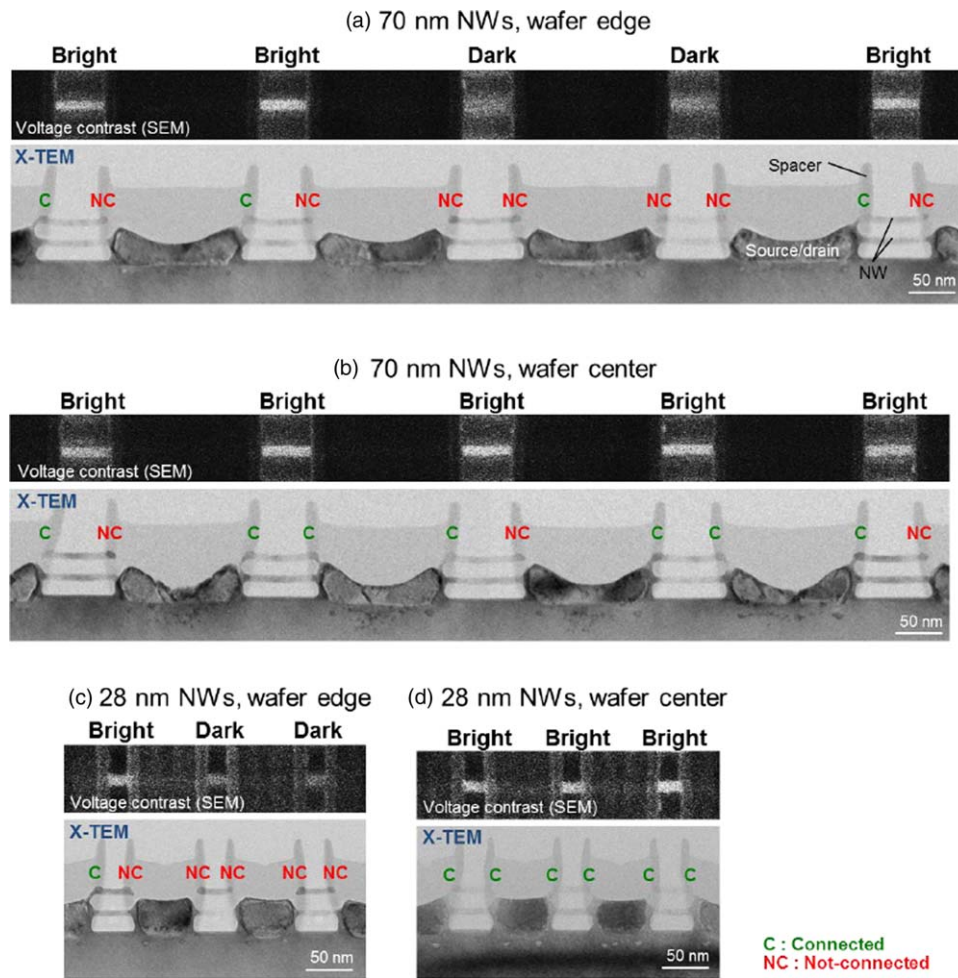 (a) 70 nm NWs, wafer edge
Bright Bright Dark Dark Bright
Voltage contrast (SEM)
X-TEM
Spacer
C NC C NC NC NC NC NC C NC
Source/drain
NW
50 nm
(b) 70 nm NWs, wafer center
Bright Bright Bright Bright Bright
Voltage contrast (SEM)
X-TEM
C NC C C C NC C C C NC
50 nm
(c) 28 nm NWs, wafer edge
Bright Dark Dark
Voltage contrast (SEM)
X-TEM
C NC NC NC NC NC
50 nm
(d) 28 nm NWs, wafer center
Bright Bright Bright
Voltage contrast (SEM)
X-TEM
C C C C C C
50 nm
C : Connected
NC : Not-connected